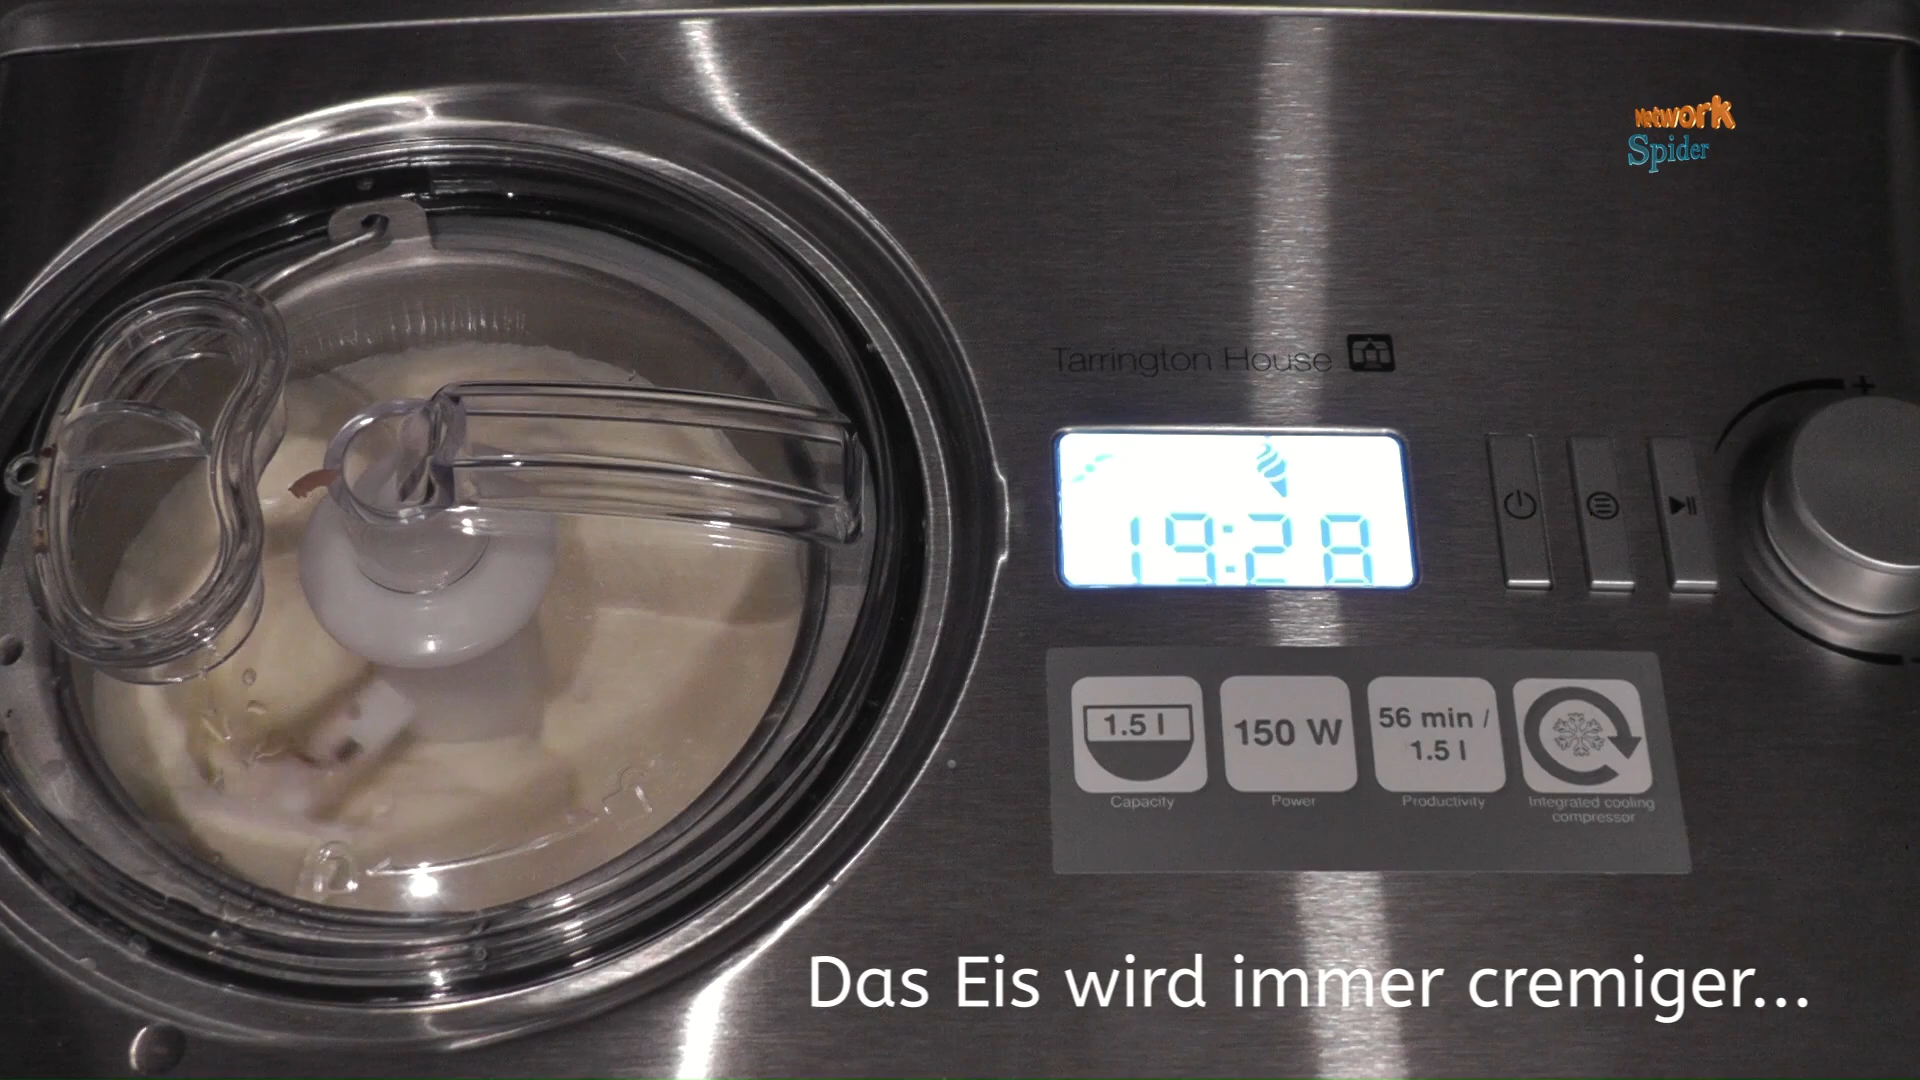 Network
Spider
Tarrington House
19:28
1.5 l
150 W
56 min /
1.5 l
Capacity
Power
Productivity
Integrated cooling
compressor
Das Eis wird immer cremiger...